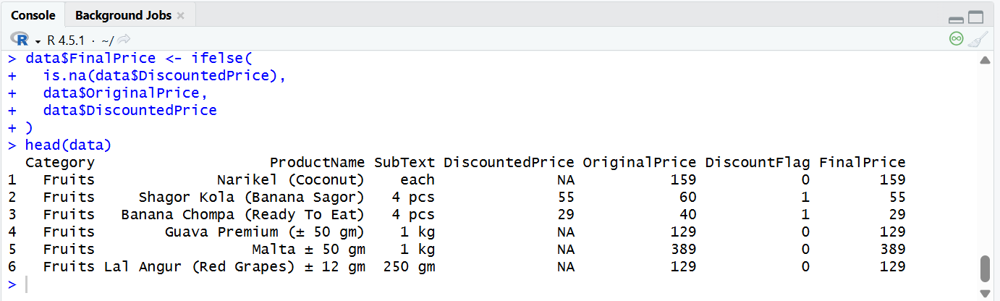 Console Background Jobs ×
R R 4.5.1 · ~/
> data$FinalPrice <- ifelse(
+   is.na(data$DiscountedPrice),
+   data$OriginalPrice,
+   data$DiscountedPrice
+ )
> head(data)
  Category                       ProductName SubText DiscountedPrice OriginalPrice DiscountFlag FinalPrice
1   Fruits                 Narikel (Coconut)    each              NA           159            0        159
2   Fruits        Shagor Kola (Banana Sagor)   4 pcs              55            60            1         55
3   Fruits      Banana Chompa (Ready To Eat)   4 pcs              29            40            1         29
4   Fruits           Guava Premium (± 50 gm)    1 kg              NA           129            0        129
5   Fruits                     Malta ± 50 gm    1 kg              NA           389            0        389
6   Fruits Lal Angur (Red Grapes) ± 12 gm  250 gm              NA           129            0        129
>